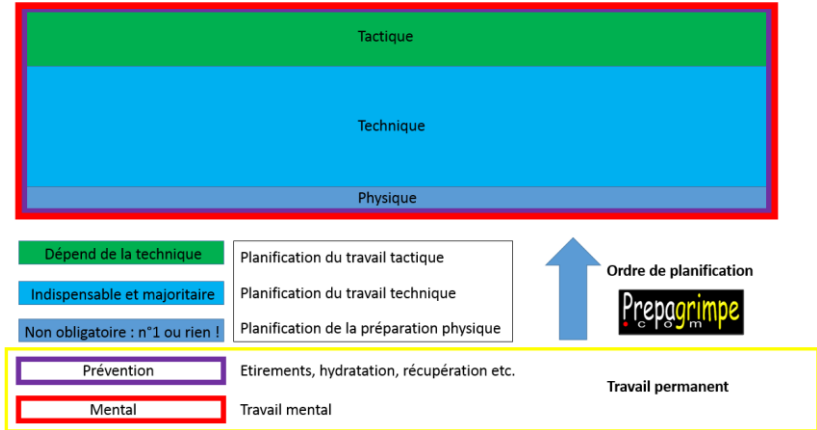 Tactique
Technique
Physique
Dépend de la technique
Planification du travail tactique
Indispensable et majoritaire
Planification du travail technique
Non obligatoire : n°1 ou rien !
Planification de la préparation physique
Ordre de planification
Prepagrimpe
.com
Prévention
Etirements, hydratation, récupération etc.
Travail permanent
Mental
Travail mental